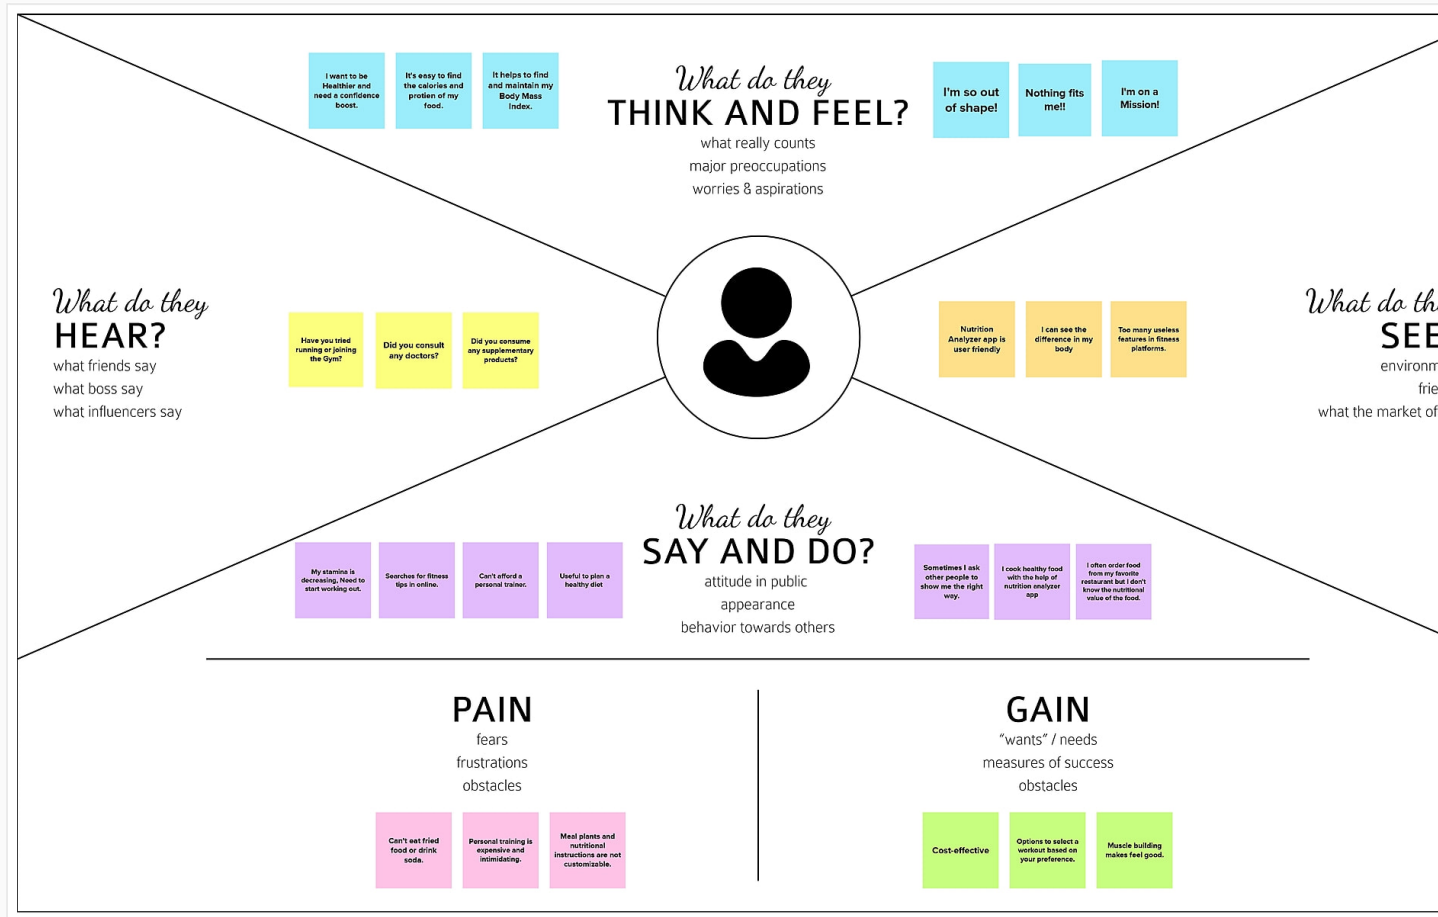 What do they
THINK AND FEEL?
what really counts
major preoccupations
worries & aspirations
I want to be
Healthier and
need a confidence
boost.
It's easy to find
the calories and
protien of my
food.
It helps to find
and maintain my
Body Mass
Index.
I'm so out
of shape!
Nothing fits
me!!
I'm on a
Mission!
What do they
HEAR?
what friends say
what boss say
what influencers say
Have you tried
running or joining
the Gym?
Did you consult
any doctors?
Did you consume
any supplementary
products?
Nutrition
Analyzer app is
user friendly
I can see the
difference in my
body
Too many useless
features in fitness
platforms.
What do th
SEE
environm
frie
what the market of
What do they
SAY AND DO?
attitude in public
appearance
behavior towards others
My stamina is
decreasing, Need to
start working out.
Searches for fitness
tips in online.
Can't afford a
personal trainer.
Useful to plan a
healthy diet
Sometimes I ask
other people to
show me the right
way.
I cook healthy food
with the help of
nutrition analyzer
app
I often order food
from my favorite
restaurant but I don't
know the nutritional
value of the food.
PAIN
fears
frustrations
obstacles
Can't eat fried
food or drink
soda.
Personal training is
expensive and
intimidating.
Meal plants and
nutritional
instructions are not
customizable.
GAIN
“wants” / needs
measures of success
obstacles
Cost-effective
Options to select a
workout based on
your preference.
Muscle building
makes feel good.